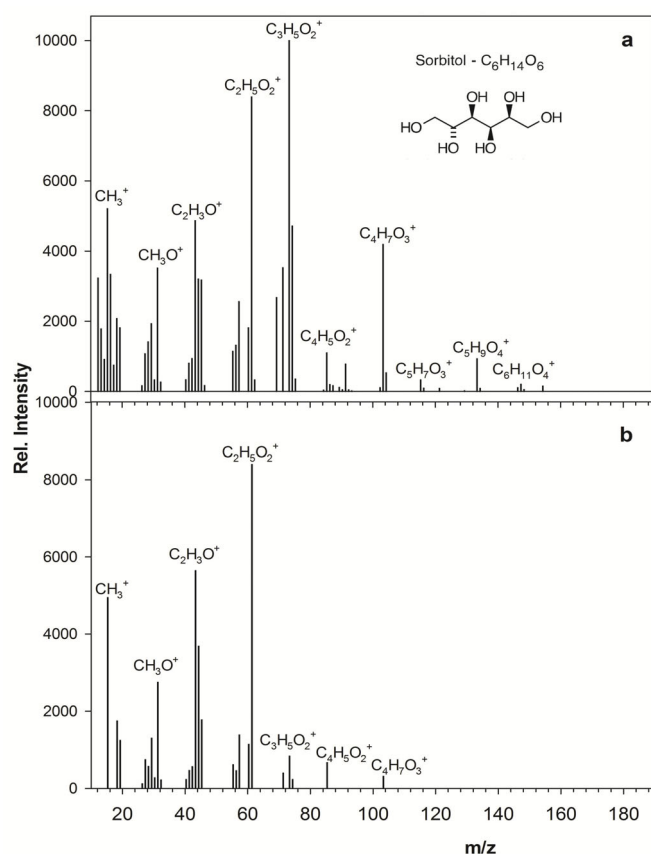 10000
8000
6000
4000
2000
0
CH₃⁺
CH₃O⁺
C₂H₃O⁺
C₂H₅O₂⁺
C₃H₅O₂⁺
C₄H₅O₂⁺
C₄H₇O₃⁺
C₅H₇O₃⁺
C₅H₉O₄⁺
C₆H₁₁O₄⁺
a
Sorbitol - C₆H₁₄O₆
OH OH
HO OH
HO HO
Rel. Intensity
10000
8000
6000
4000
2000
0
CH₃⁺
CH₃O⁺
C₂H₃O⁺
C₂H₅O₂⁺
C₃H₅O₂⁺
C₄H₅O₂⁺
C₄H₇O₃⁺
b
20 40 60 80 100 120 140 160 180
m/z